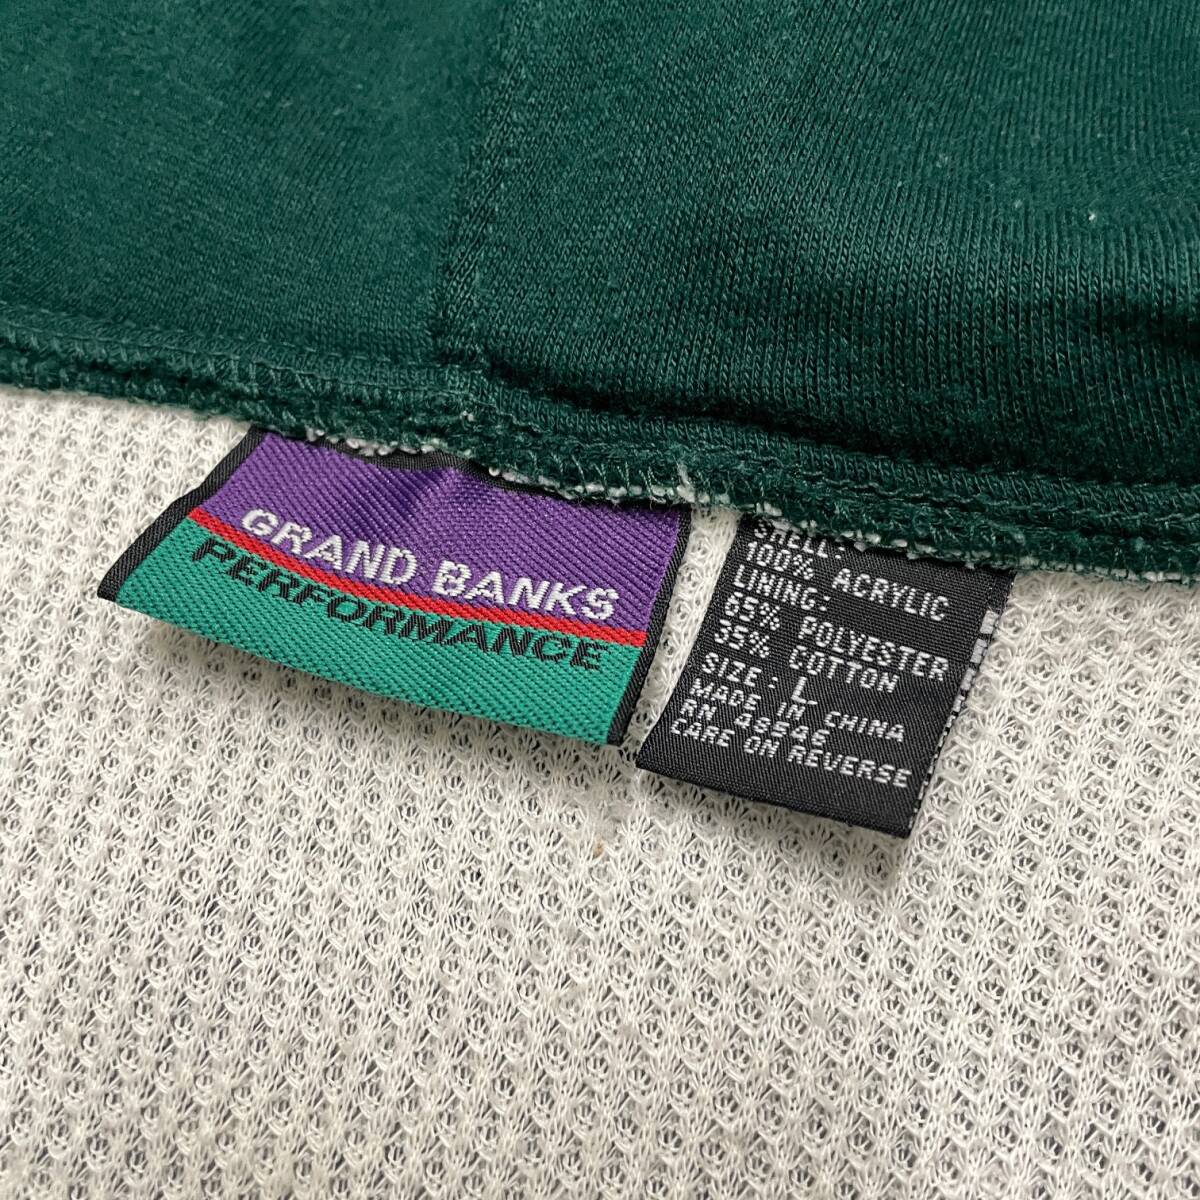 GRAND BANKS
PERFORMANCE
SHELL:
100% ACRYLIC
LINING:
65% POLYESTER
35% COTTON
SIZE: L
MADE IN CHINA
RN 48546
CARE ON REVERSE